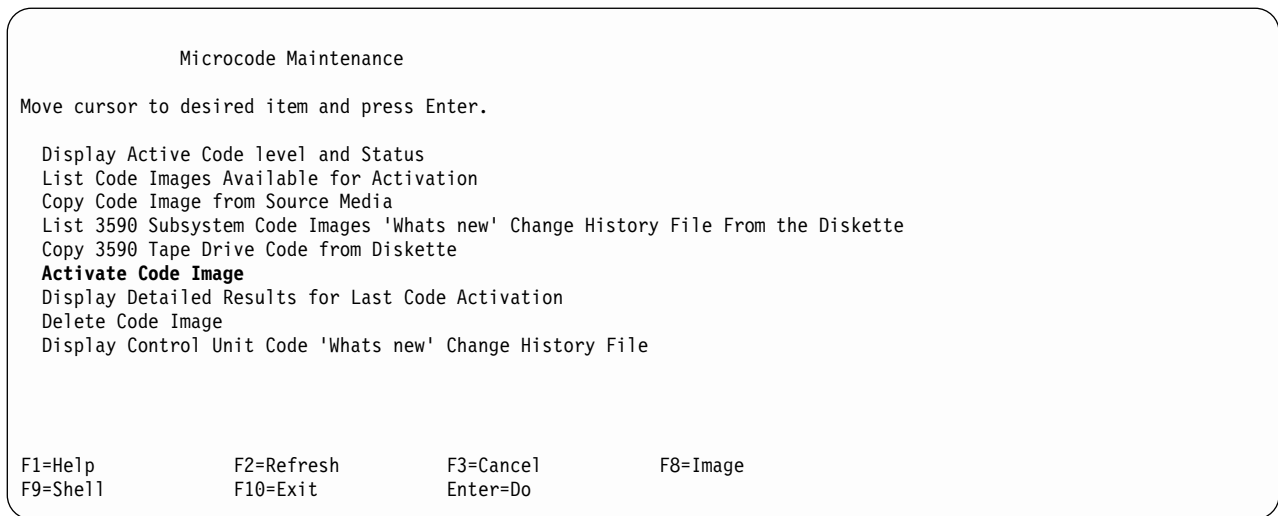 Microcode Maintenance
Move cursor to desired item and press Enter.
Display Active Code level and Status
List Code Images Available for Activation
Copy Code Image from Source Media
List 3590 Subsystem Code Images 'Whats new' Change History File From the Diskette
Copy 3590 Tape Drive Code from Diskette
Activate Code Image
Display Detailed Results for Last Code Activation
Delete Code Image
Display Control Unit Code 'Whats new' Change History File
F1=Help F2=Refresh F3=Cancel F8=Image
F9=Shell F10=Exit Enter=Do